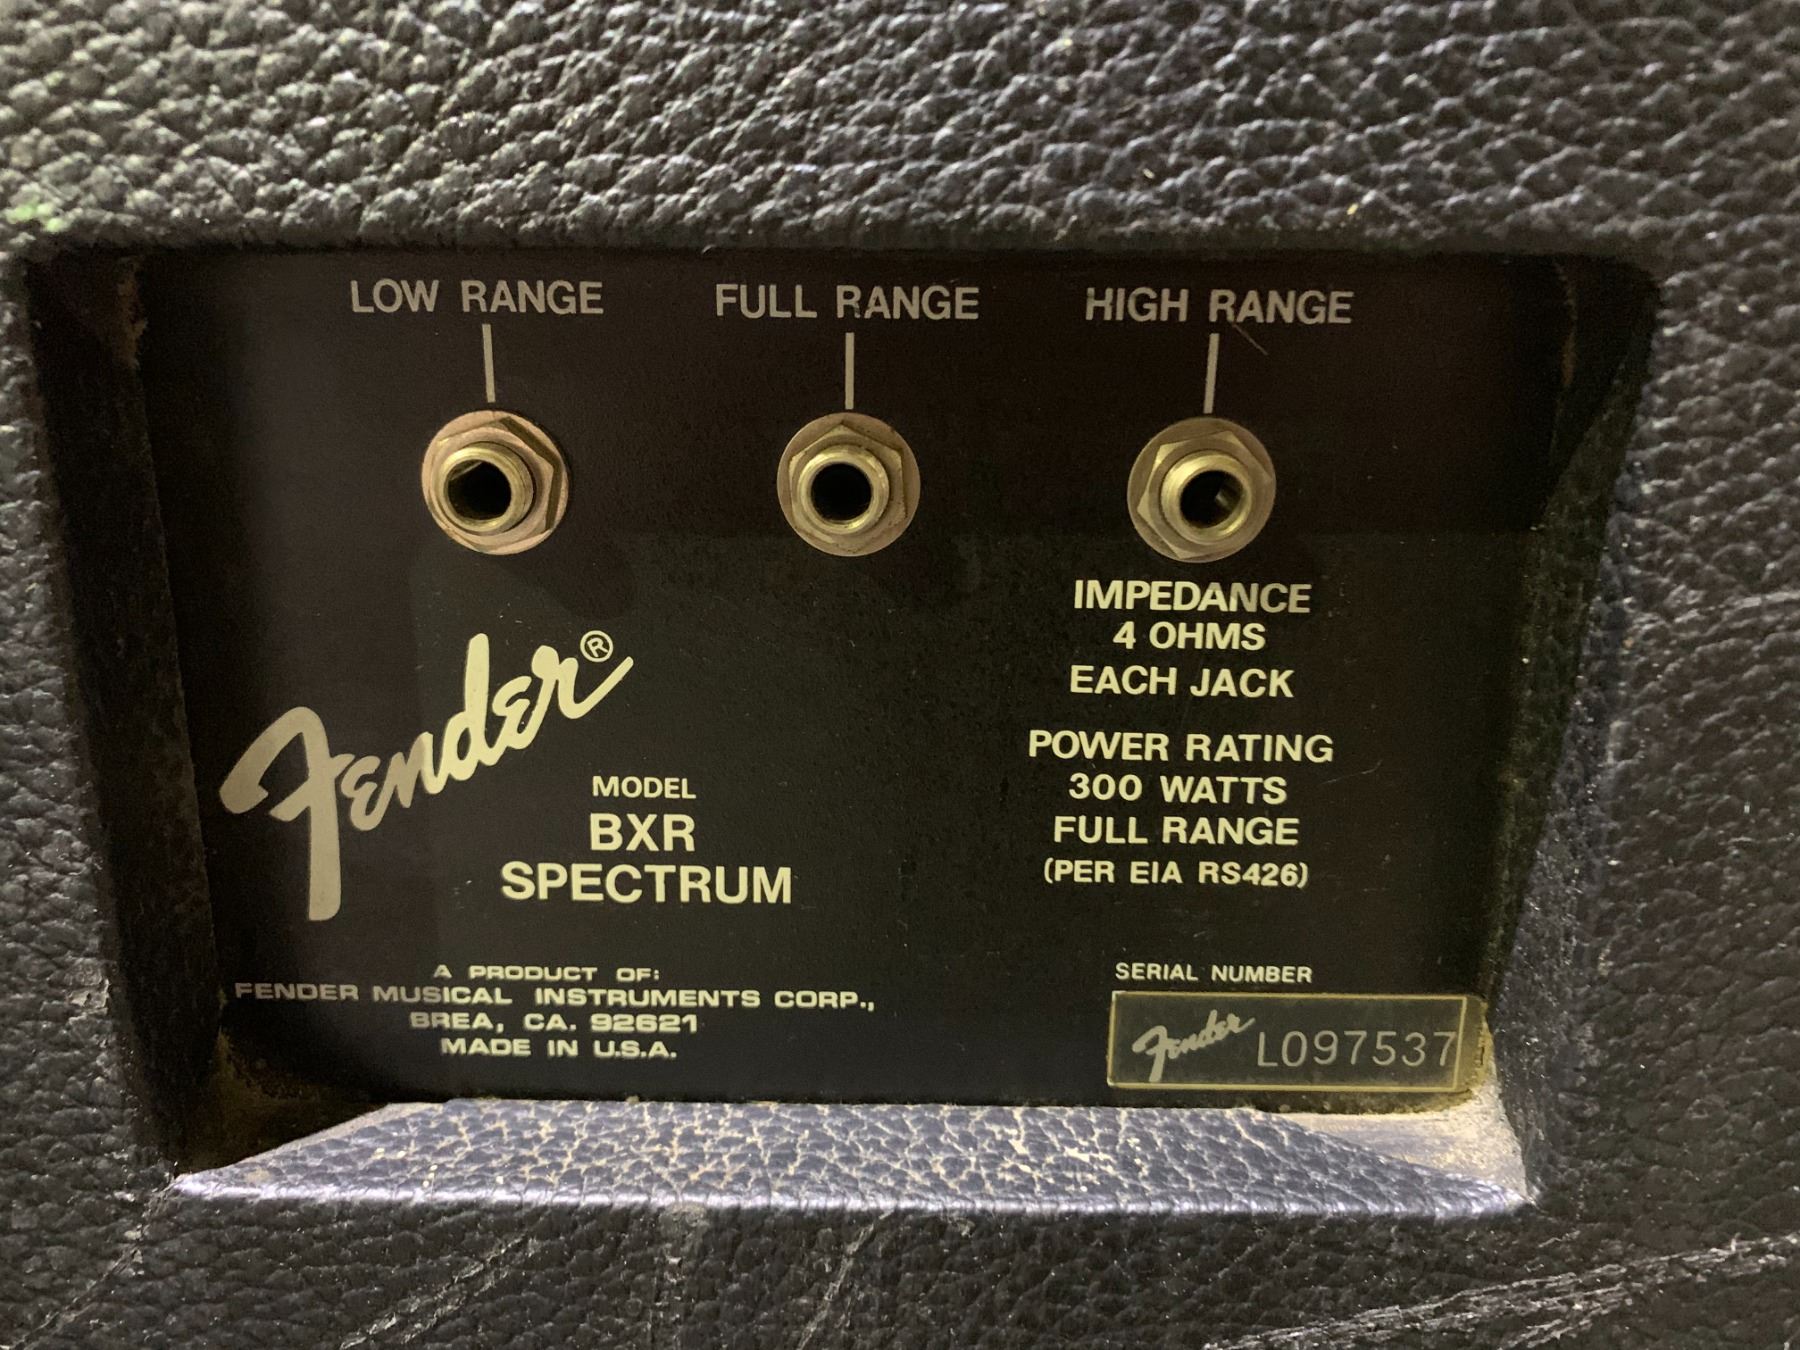 LOW RANGE
FULL RANGE
HIGH RANGE
IMPEDANCE
4 OHMS
EACH JACK
Fender®
MODEL
BXR
SPECTRUM
POWER RATING
300 WATTS
FULL RANGE
(PER EIA RS426)
A PRODUCT OF:
FENDER MUSICAL INSTRUMENTS CORP.,
BREA, CA. 92621
MADE IN U.S.A.
SERIAL NUMBER
Fender LO97537